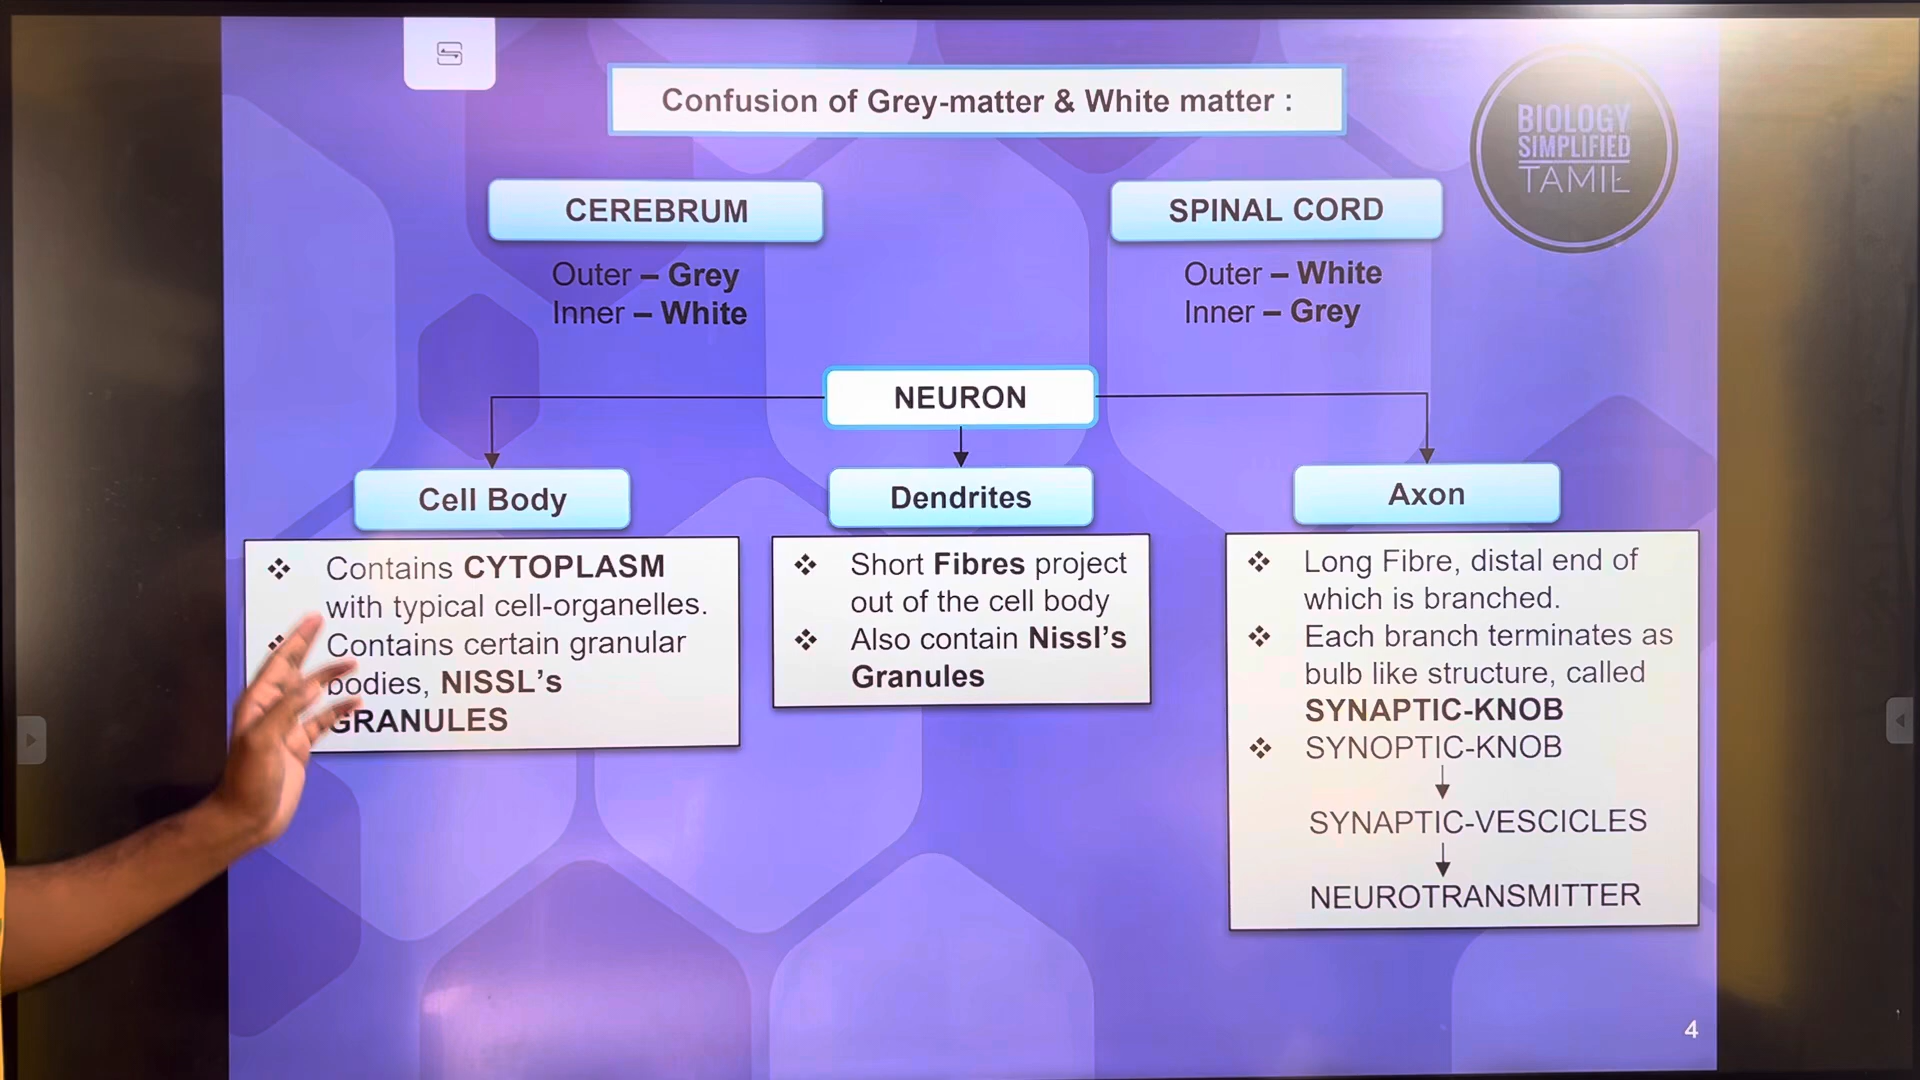 Confusion of Grey-matter & White matter :
BIOLOGY
SIMPLIFIED
TAMIL
CEREBRUM
Outer – Grey
Inner – White
SPINAL CORD
Outer – White
Inner – Grey
NEURON
Cell Body
Contains CYTOPLASM
with typical cell-organelles.
Contains certain granular
bodies, NISSL’s
GRANULES
Dendrites
Short Fibres project
out of the cell body
Also contain Nissl’s
Granules
Axon
Long Fibre, distal end of
which is branched.
Each branch terminates as
bulb like structure, called
SYNAPTIC-KNOB
SYNOPTIC-KNOB
SYNAPTIC-VESCICLES
NEUROTRANSMITTER
4